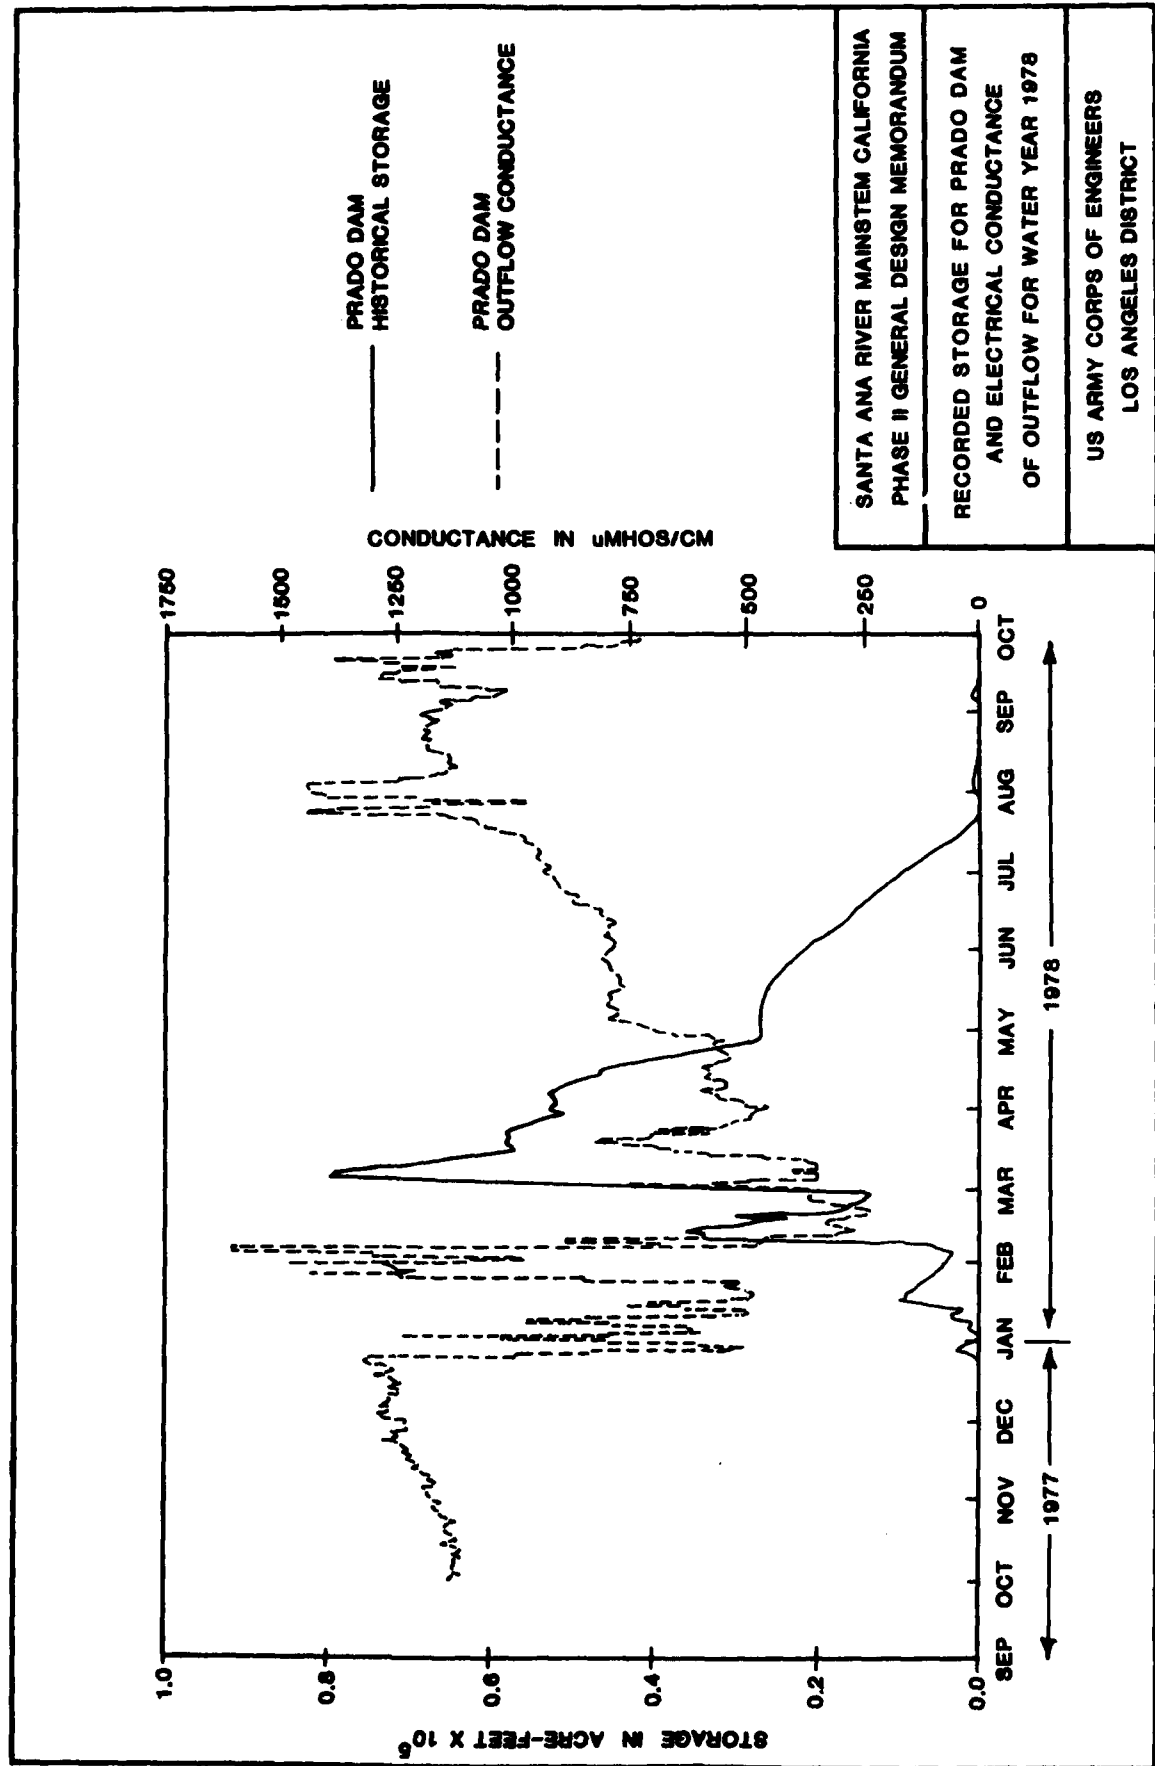 PRADO DAM
HISTORICAL STORAGE
PRADO DAM
OUTFLOW CONDUCTANCE
CONDUCTANCE IN uMHOS/CM
1750
1500
1250
1000
750
500
250
0
STORAGE IN ACRE-FEET X 10
1.0
0.8
0.6
0.4
0.2
0.0
SEP OCT NOV DEC JAN FEB MAR APR MAY JUN JUL AUG SEP OCT
1977
1978
SANTA ANA RIVER MAINSTEM CALIFORNIA
PHASE II GENERAL DESIGN MEMORANDUM
RECORDED STORAGE FOR PRADO DAM
AND ELECTRICAL CONDUCTANCE
OF OUTFLOW FOR WATER YEAR 1978
US ARMY CORPS OF ENGINEERS
LOS ANGELES DISTRICT